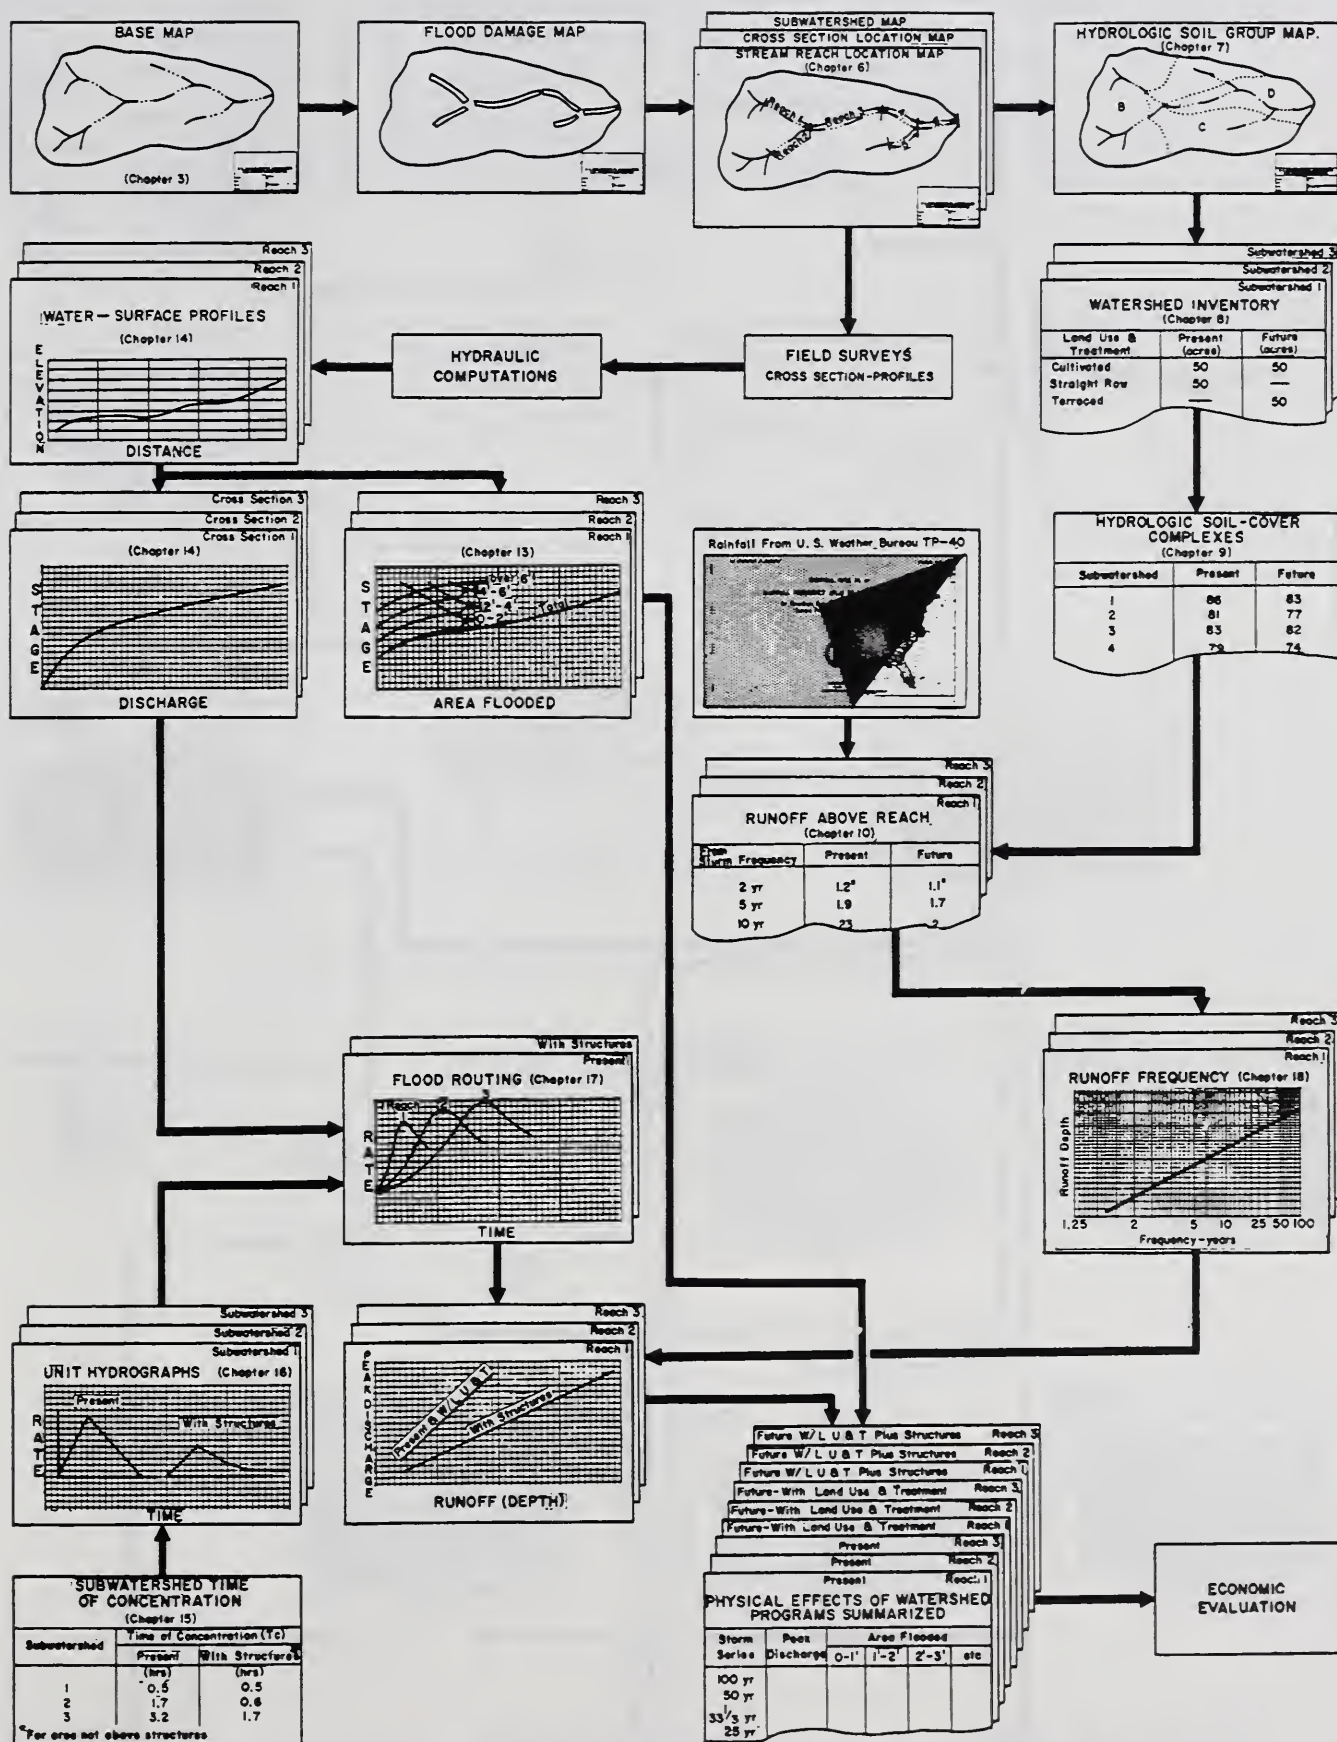 BASE MAP
(Chapter 3)
FLOOD DAMAGE MAP
SUBWATERSHED MAP
CROSS SECTION LOCATION MAP
STREAM REACH LOCATION MAP
(Chapter 6)
Reach 1
Reach 2
Reach 3
4
5
HYDROLOGIC SOIL GROUP MAP.
(Chapter 7)
B
C
D
Reach 3
Reach 2
Reach 1
WATER - SURFACE PROFILES
(Chapter 14)
ELEVATION
DISTANCE
HYDRAULIC
COMPUTATIONS
FIELD SURVEYS
CROSS SECTION-PROFILES
Subwatershed 3
Subwatershed 2
Subwatershed 1
WATERSHED INVENTORY
(Chapter 8)
Land Use & Treatment Present (acres) Future (acres)
Cultivated 50 50
Straight Row 50 —
Terraced — 50
Cross Section 3
Cross Section 2
Cross Section 1
(Chapter 14)
STAGE
DISCHARGE
Reach 3
Reach 2
Reach 1
(Chapter 13)
STAGE
over 6'
4'-6'
2'-4'
0-2'
Total
AREA FLOODED
Rainfall From U. S. Weather Bureau TP-40
HYDROLOGIC SOIL-COVER
COMPLEXES
(Chapter 9)
Subwatershed Present Future
1 86 83
2 81 77
3 83 82
4 79 74
Reach 3
Reach 2
Reach 1
RUNOFF ABOVE REACH
(Chapter 10)
From Storm Frequency Present Future
2 yr 1.2" 1.1"
5 yr 1.9 1.7
10 yr 23 2
With Structures
Present
FLOOD ROUTING (Chapter 17)
Reach
1
2
3
RATE
TIME
Reach 3
Reach 2
Reach 1
RUNOFF FREQUENCY (Chapter 18)
Runoff Depth
1.25 2 5 10 25 50 100
Frequency-years
Subwatershed 3
Subwatershed 2
Subwatershed 1
UNIT HYDROGRAPHS (Chapter 16)
Present
With Structures
RATE
TIME
Reach 3
Reach 2
Reach 1
PEAK DISCHARGE
Present & W/L U & T
With Structures
RUNOFF (DEPTH)
SUBWATERSHED TIME
OF CONCENTRATION
(Chapter 15)
Subwatershed Time of Concentration (Tc)
Present (hrs) With Structures* (hrs)
1 0.5 0.5
2 1.7 0.6
3 3.2 1.7
*For area not above structures
Future W/L U & T Plus Structures Reach 3
Future W/L U & T Plus Structures Reach 2
Future W/L U & T Plus Structures Reach 1
Future-With Land Use & Treatment Reach 3
Future-With Land Use & Treatment Reach 2
Future-With Land Use & Treatment Reach 1
Present Reach 3
Present Reach 2
Present Reach 1
PHYSICAL EFFECTS OF WATERSHED
PROGRAMS SUMMARIZED
Storm Series Peak Discharge Area Flooded
0-1' 1'-2' 2'-3' etc
100 yr
50 yr
33 1/3 yr
25 yr
ECONOMIC
EVALUATION